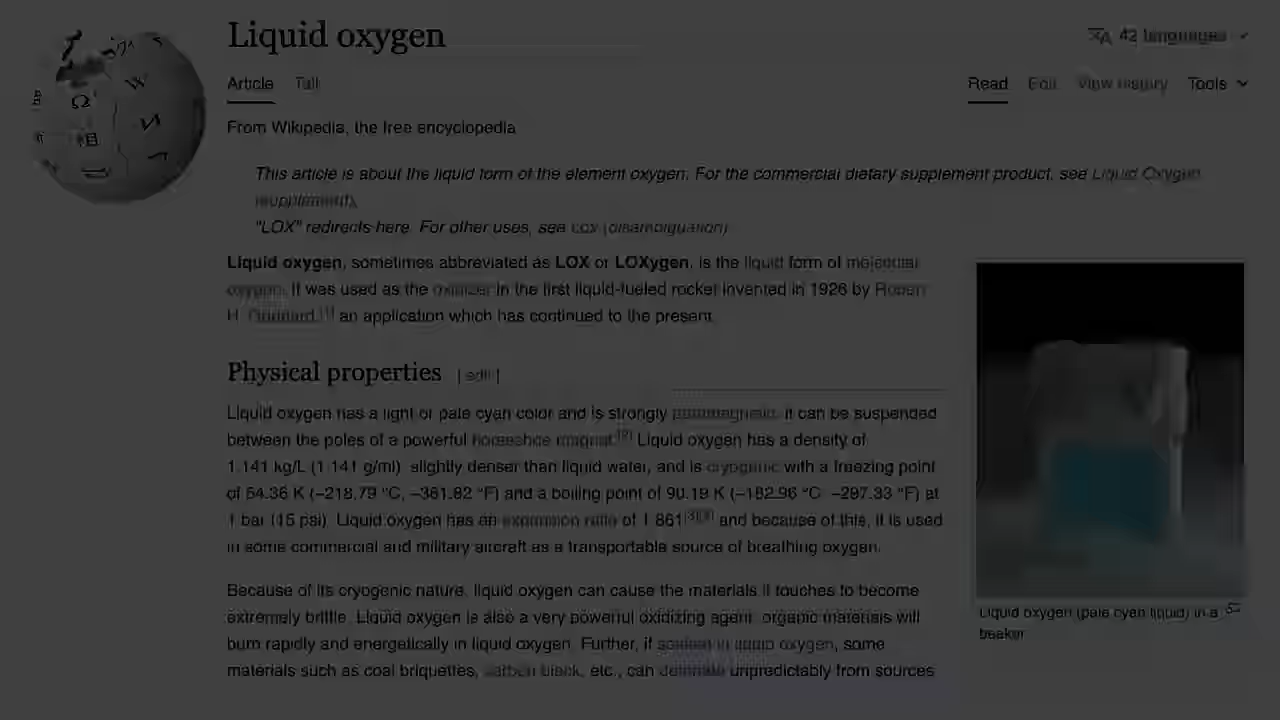 Liquid oxygen
42 languages
Article Talk
Read Edit View history Tools
From Wikipedia, the free encyclopedia
This article is about the liquid form of the element oxygen. For the commercial dietary supplement product, see Liquid Oxygen
(supplement).
"LOX" redirects here. For other uses, see Lox (disambiguation).
Liquid oxygen, sometimes abbreviated as LOX or LOXygen, is the liquid form of molecular
oxygen. It was used as the oxidizer in the first liquid-fueled rocket invented in 1926 by Robert
H. Goddard,[1] an application which has continued to the present.
Physical properties [ edit ]
Liquid oxygen has a light or pale cyan color and is strongly paramagnetic: it can be suspended
between the poles of a powerful horseshoe magnet.[2] Liquid oxygen has a density of
1.141 kg/L (1.141 g/ml), slightly denser than liquid water, and is cryogenic with a freezing point
of 54.36 K (−218.79 °C; −361.82 °F) and a boiling point of 90.19 K (−182.96 °C; −297.33 °F) at
1 bar (15 psi). Liquid oxygen has an expansion ratio of 1:861[3][4] and because of this, it is used
in some commercial and military aircraft as a transportable source of breathing oxygen.
Because of its cryogenic nature, liquid oxygen can cause the materials it touches to become
extremely brittle. Liquid oxygen is also a very powerful oxidizing agent: organic materials will
burn rapidly and energetically in liquid oxygen. Further, if soaked in liquid oxygen, some
materials such as coal briquettes, carbon black, etc., can detonate unpredictably from sources
Liquid oxygen (pale cyan liquid) in a
beaker